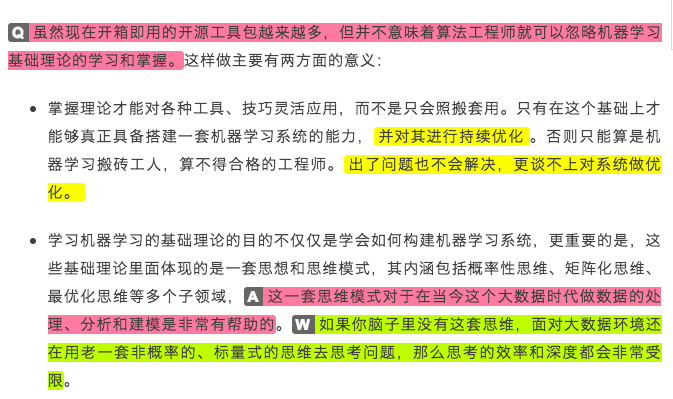 Q 虽然现在开箱即用的开源工具包越来越多，但并不意味着算法工程师就可以忽略机器学习
基础理论的学习和掌握。这样做主要有两方面的意义：
• 掌握理论才能对各种工具、技巧灵活应用，而不是只会照搬套用。只有在这个基础上才
能够真正具备搭建一套机器学习系统的能力，并对其进行持续优化。否则只能算是机
器学习搬砖工人，算不得合格的工程师。出了问题也不会解决，更谈不上对系统做优
化。
• 学习机器学习的基础理论的目的不仅仅是学会如何构建机器学习系统，更重要的是，这
些基础理论里面体现的是一套思想和思维模式，其内涵包括概率性思维、矩阵化思维、
最优化思维等多个子领域，A 这一套思维模式对于在当今这个大数据时代做数据的处
理、分析和建模是非常有帮助的。W 如果你脑子里没有这套思维，面对大数据环境还
在用老一套非概率的、标量式的思维去思考问题，那么思考的效率和深度都会非常受
限。